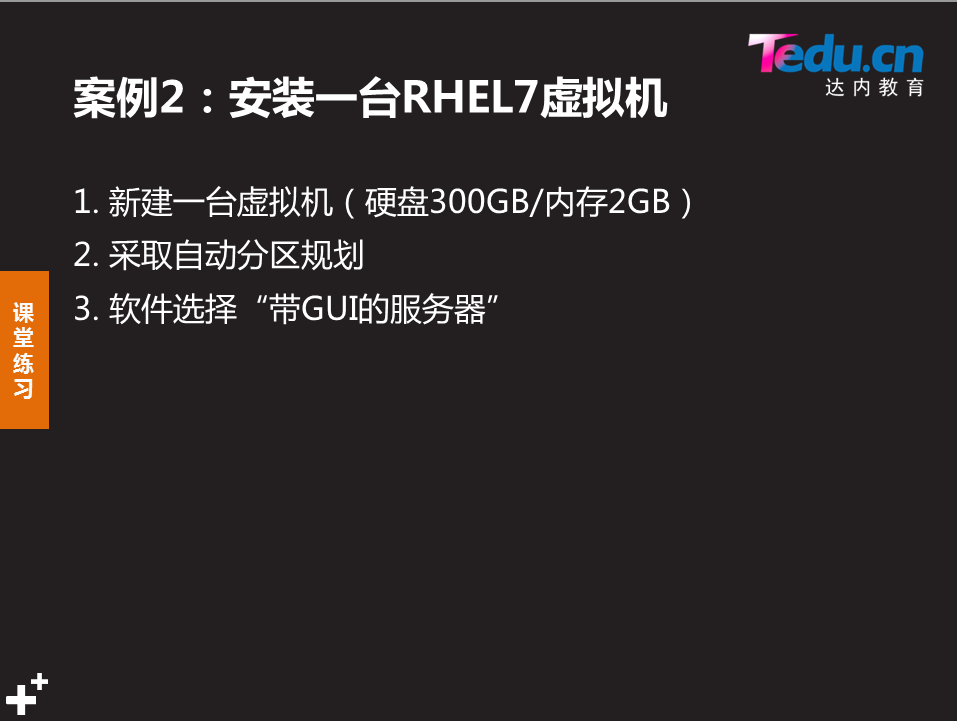 Tedu.cn
达内教育
案例2：安装一台RHEL7虚拟机
1. 新建一台虚拟机（硬盘300GB/内存2GB）
2. 采取自动分区规划
3. 软件选择“带GUI的服务器”
课堂练习